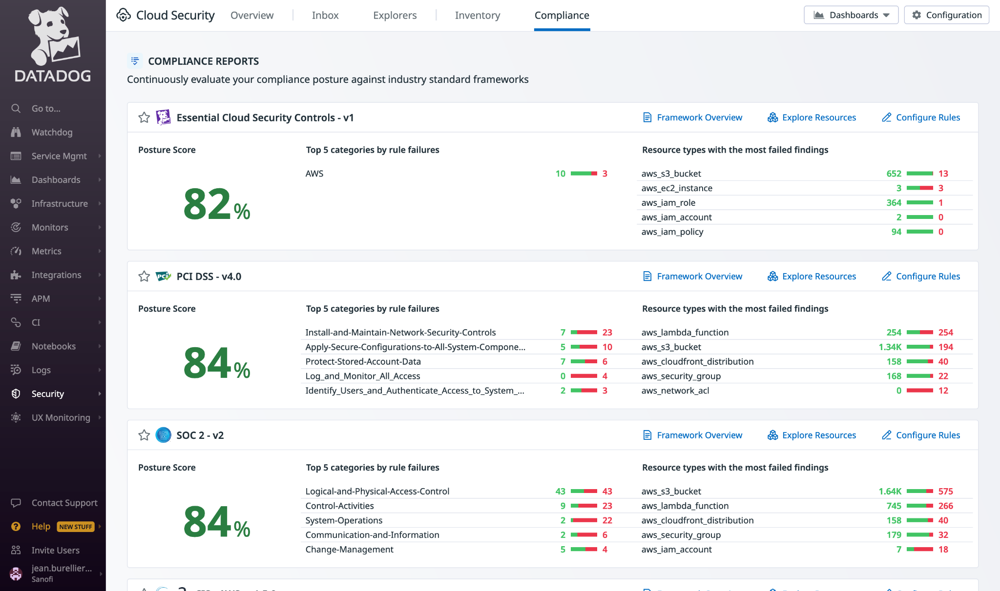 DATADOG
Go to...
Watchdog
Service Mgmt
Dashboards
Infrastructure
Monitors
Metrics
Integrations
APM
CI
Notebooks
Logs
Security
UX Monitoring
Contact Support
Help NEW STUFF
Invite Users
jean.burellier...
Sanofi
Cloud Security Overview Inbox Explorers Inventory Compliance Dashboards Configuration
COMPLIANCE REPORTS
Continuously evaluate your compliance posture against industry standard frameworks
Essential Cloud Security Controls - v1 Framework Overview Explore Resources Configure Rules
Posture Score
82%
Top 5 categories by rule failures
AWS 10 3
Resource types with the most failed findings
aws_s3_bucket 652 13
aws_ec2_instance 3 3
aws_iam_role 364 1
aws_iam_account 2 0
aws_iam_policy 94 0
PCI DSS - v4.0 Framework Overview Explore Resources Configure Rules
Posture Score
84%
Top 5 categories by rule failures
Install-and-Maintain-Network-Security-Controls 7 23
Apply-Secure-Configurations-to-All-System-Compone... 5 10
Protect-Stored-Account-Data 7 6
Log_and_Monitor_All_Access 0 4
Identify_Users_and_Authenticate_Access_to_System_... 2 3
Resource types with the most failed findings
aws_lambda_function 254 254
aws_s3_bucket 1.34K 194
aws_cloudfront_distribution 158 40
aws_security_group 168 22
aws_network_acl 0 12
SOC 2 - v2 Framework Overview Explore Resources Configure Rules
Posture Score
84%
Top 5 categories by rule failures
Logical-and-Physical-Access-Control 43 43
Control-Activities 9 23
System-Operations 2 22
Communication-and-Information 2 6
Change-Management 5 4
Resource types with the most failed findings
aws_s3_bucket 1.64K 575
aws_lambda_function 745 266
aws_cloudfront_distribution 158 40
aws_security_group 179 32
aws_iam_account 7 18